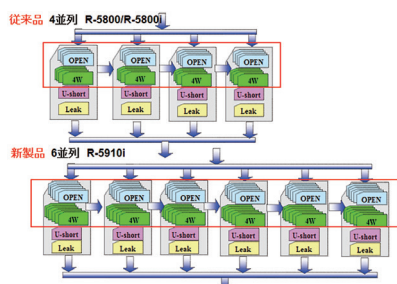 従来品 4並列 R-5800/R-5800i
OPEN OPEN OPEN OPEN
4W 4W 4W 4W
U-short U-short U-short U-short
Leak Leak Leak Leak
新製品 6並列 R-5910i
OPEN OPEN OPEN OPEN OPEN OPEN
4W 4W 4W 4W 4W 4W
U-short U-short U-short U-short U-short U-short
Leak Leak Leak Leak Leak Leak